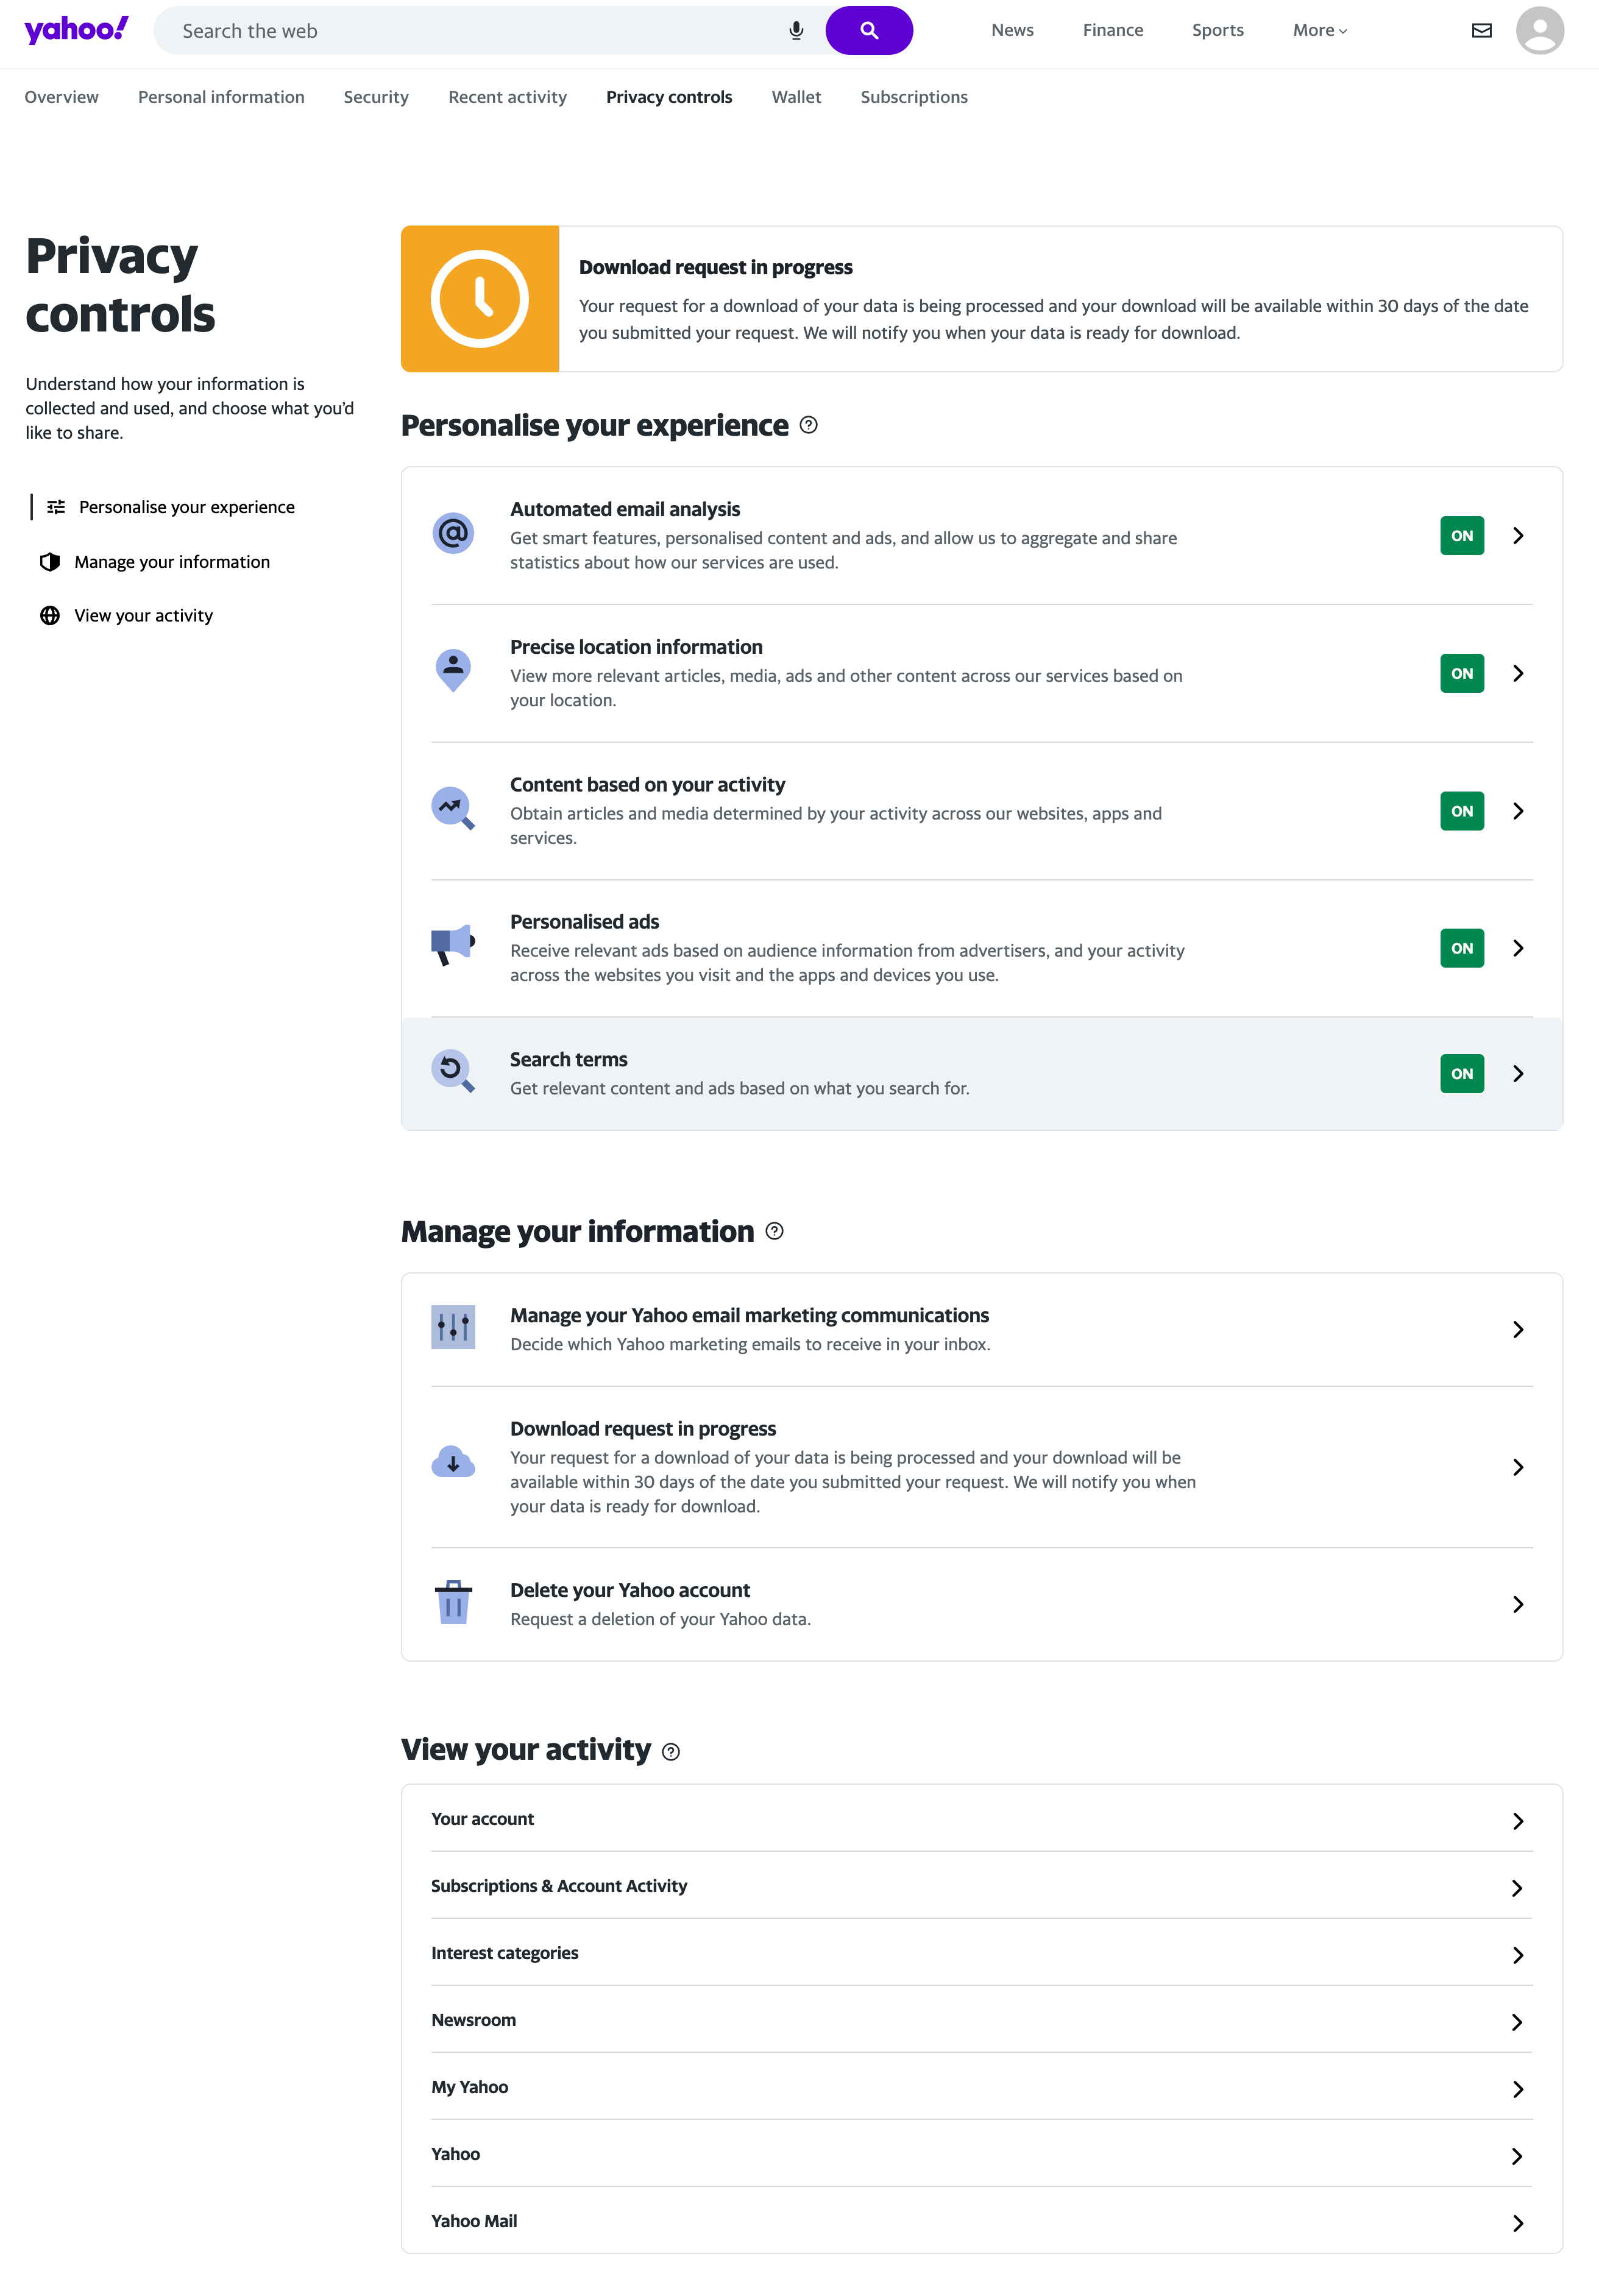 yahoo!
Search the web
News
Finance
Sports
More
Overview
Personal information
Security
Recent activity
Privacy controls
Wallet
Subscriptions
Privacy
controls
Understand how your information is
collected and used, and choose what you'd
like to share.
Personalise your experience
Manage your information
View your activity
Download request in progress
Your request for a download of your data is being processed and your download will be available within 30 days of the date
you submitted your request. We will notify you when your data is ready for download.
Personalise your experience
Automated email analysis
Get smart features, personalised content and ads, and allow us to aggregate and share
statistics about how our services are used.
ON
Precise location information
View more relevant articles, media, ads and other content across our services based on
your location.
ON
Content based on your activity
Obtain articles and media determined by your activity across our websites, apps and
services.
ON
Personalised ads
Receive relevant ads based on audience information from advertisers, and your activity
across the websites you visit and the apps and devices you use.
ON
Search terms
Get relevant content and ads based on what you search for.
ON
Manage your information
Manage your Yahoo email marketing communications
Decide which Yahoo marketing emails to receive in your inbox.
Download request in progress
Your request for a download of your data is being processed and your download will be
available within 30 days of the date you submitted your request. We will notify you when
your data is ready for download.
Delete your Yahoo account
Request a deletion of your Yahoo data.
View your activity
Your account
Subscriptions & Account Activity
Interest categories
Newsroom
My Yahoo
Yahoo
Yahoo Mail